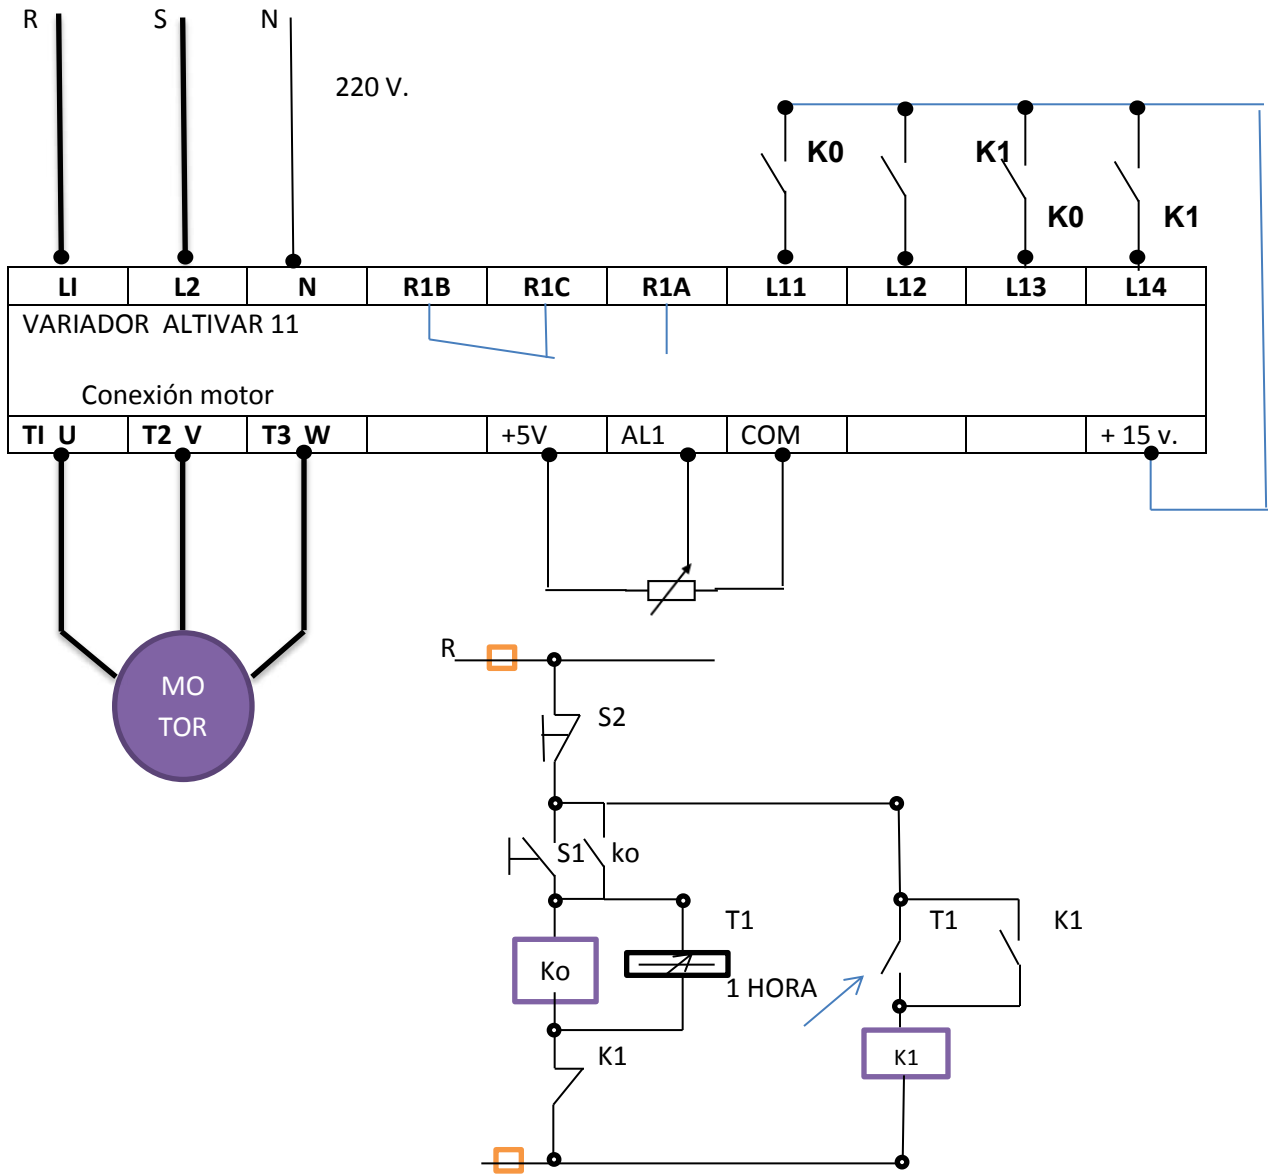 R S N
220 V.
K0 K1
K0 K1
LI L2 N R1B R1C R1A L11 L12 L13 L14
VARIADOR ALTIVAR 11
Conexión motor
TI U T2 V T3 W +5V AL1 COM + 15 v.
MO
TOR
R
S2
S1 ko
T1 T1 K1
Ko
1 HORA
K1 K1